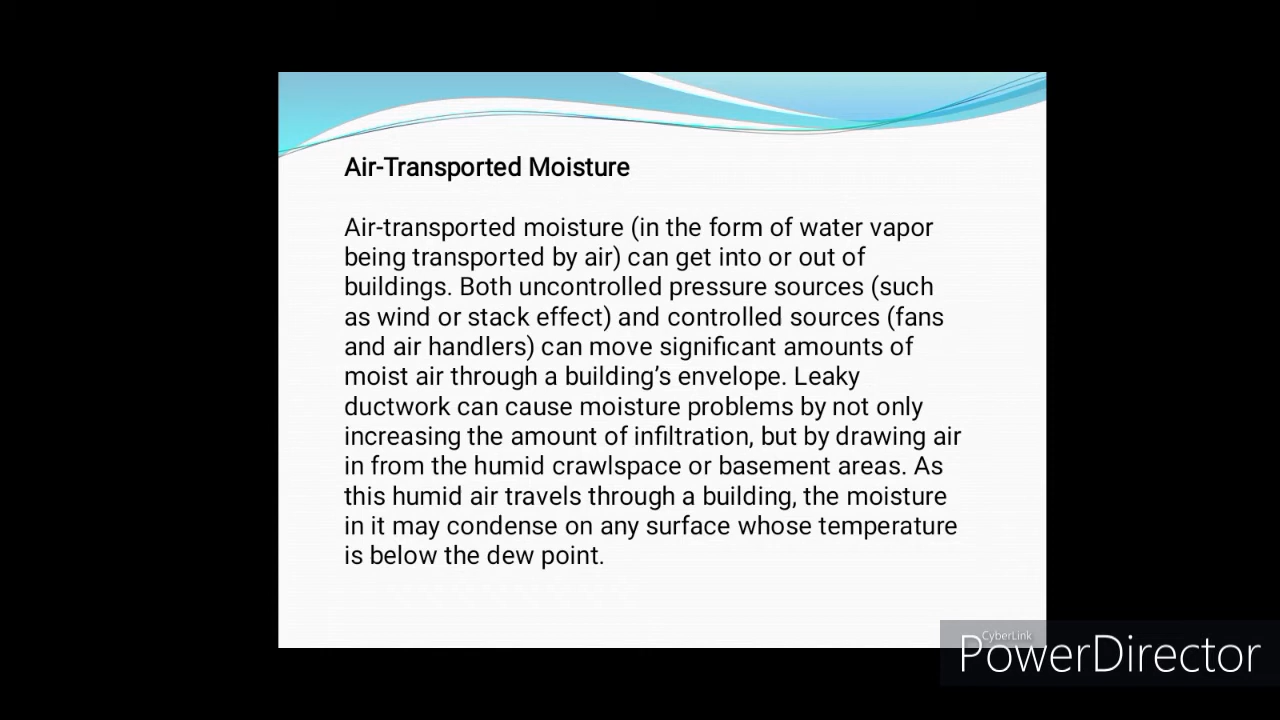 Air-Transported Moisture
Air-transported moisture (in the form of water vapor
being transported by air) can get into or out of
buildings. Both uncontrolled pressure sources (such
as wind or stack effect) and controlled sources (fans
and air handlers) can move significant amounts of
moist air through a building’s envelope. Leaky
ductwork can cause moisture problems by not only
increasing the amount of infiltration, but by drawing air
in from the humid crawlspace or basement areas. As
this humid air travels through a building, the moisture
in it may condense on any surface whose temperature
is below the dew point.
CyberLink
PowerDirector